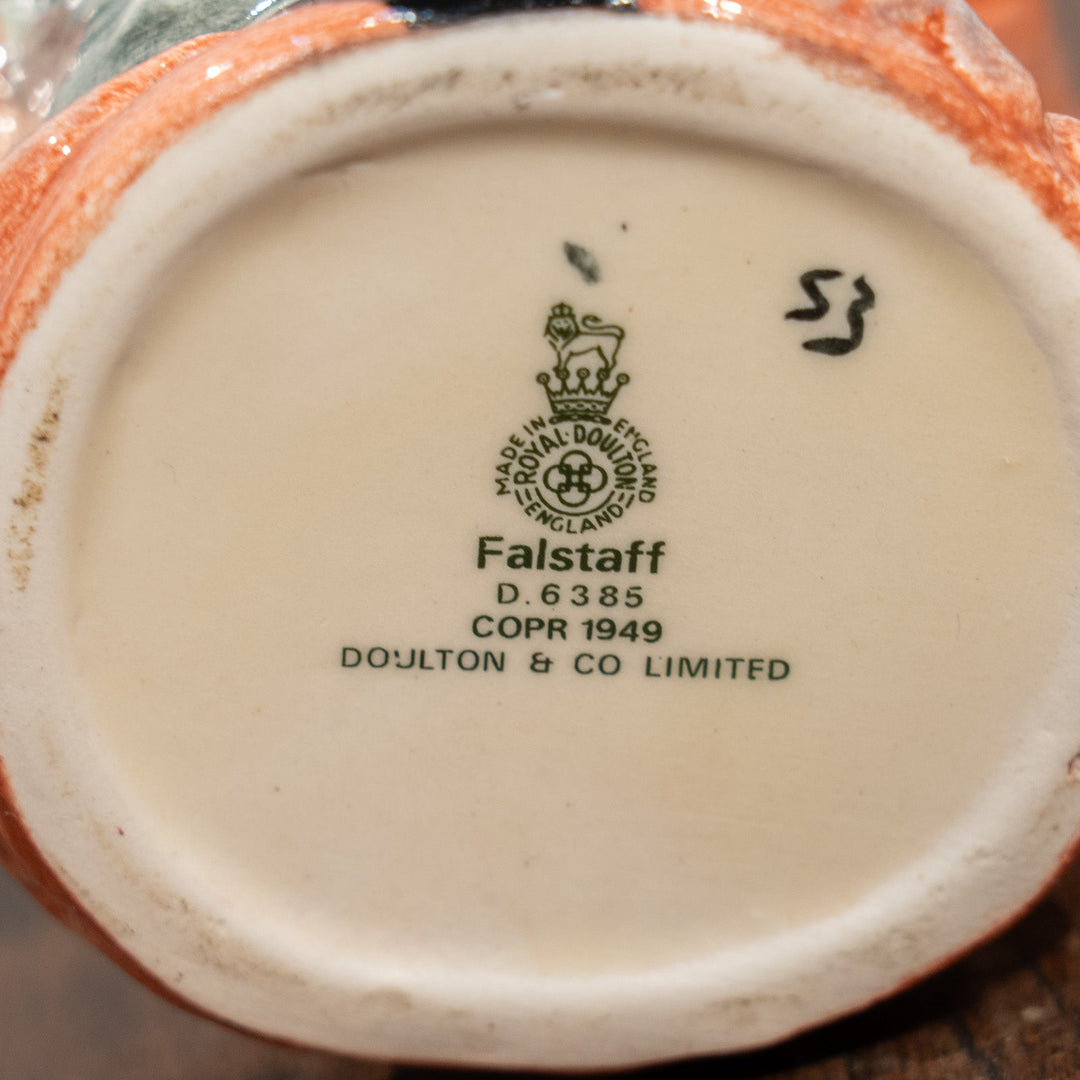 53
MADE IN ENGLAND
ROYAL·DOULTON
ENGLAND
Falstaff
D.6385
COPR 1949
DOULTON & CO LIMITED